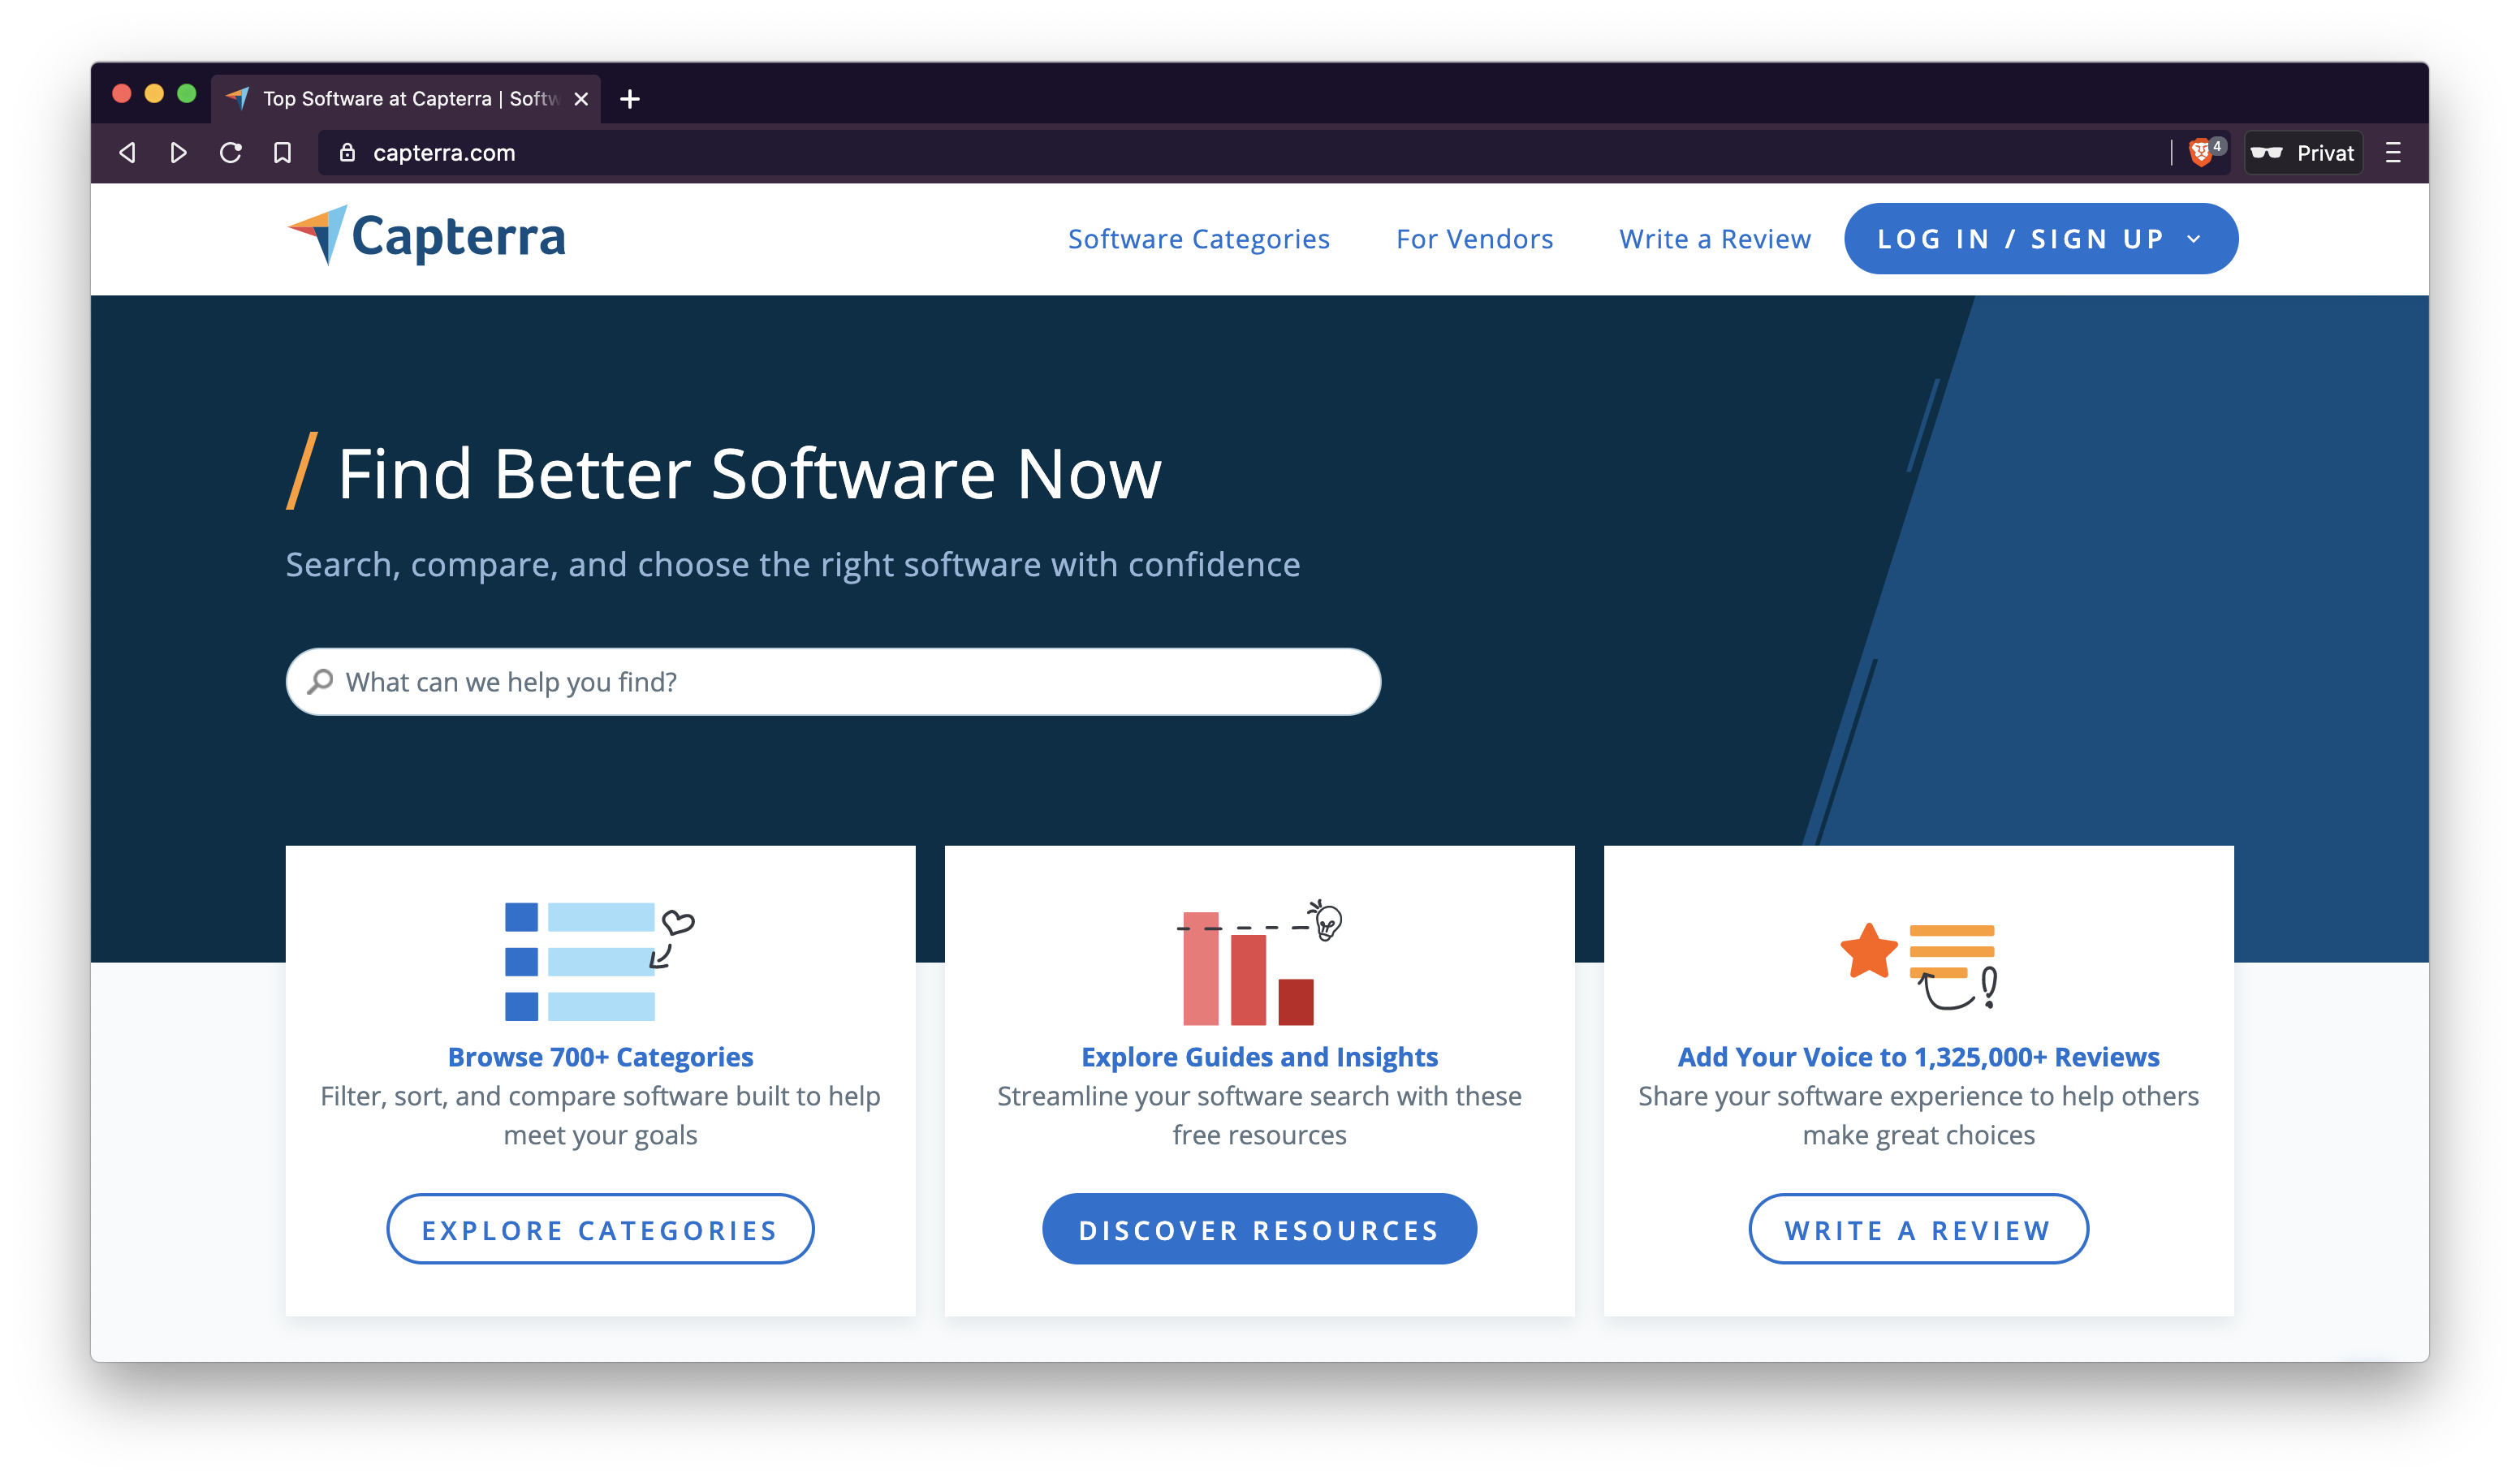 Top Software at Capterra | Softw
capterra.com
4
Privat
Capterra
Software Categories
For Vendors
Write a Review
LOG IN / SIGN UP
Find Better Software Now
Search, compare, and choose the right software with confidence
What can we help you find?
Browse 700+ Categories
Filter, sort, and compare software built to help
meet your goals
EXPLORE CATEGORIES
Explore Guides and Insights
Streamline your software search with these
free resources
DISCOVER RESOURCES
Add Your Voice to 1,325,000+ Reviews
Share your software experience to help others
make great choices
WRITE A REVIEW